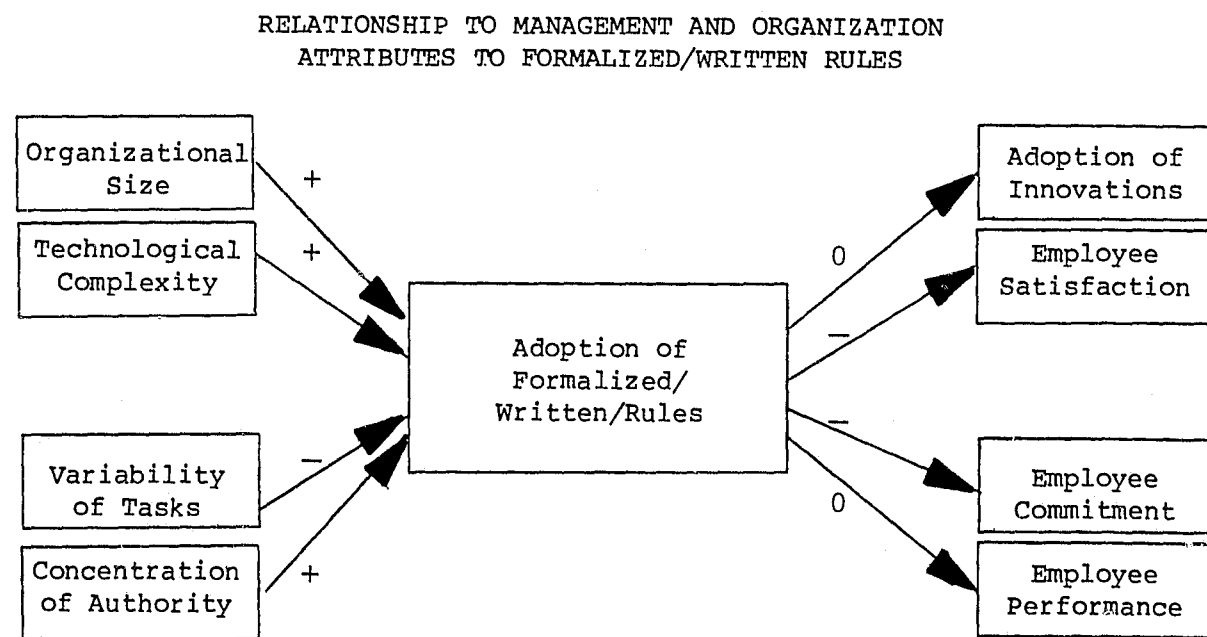 RELATIONSHIP TO MANAGEMENT AND ORGANIZATION
ATTRIBUTES TO FORMALIZED/WRITTEN RULES
Organizational
Size
+
Technological
Complexity
+
Variability
of Tasks
−
Concentration
of Authority
+
Adoption of
Formalized/
Written/Rules
0
Adoption of
Innovations
−
Employee
Satisfaction
−
Employee
Commitment
0
Employee
Performance